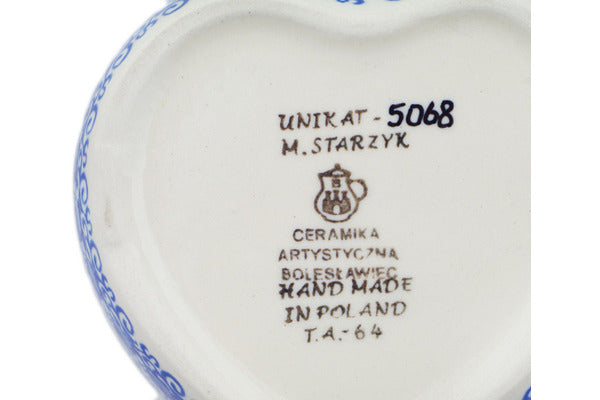 UNIKAT - 5068
M. STARZYK
CERAMIKA
ARTYSTYCZNA
BOLESŁAWIEC
HAND MADE
IN POLAND
T.A.-64